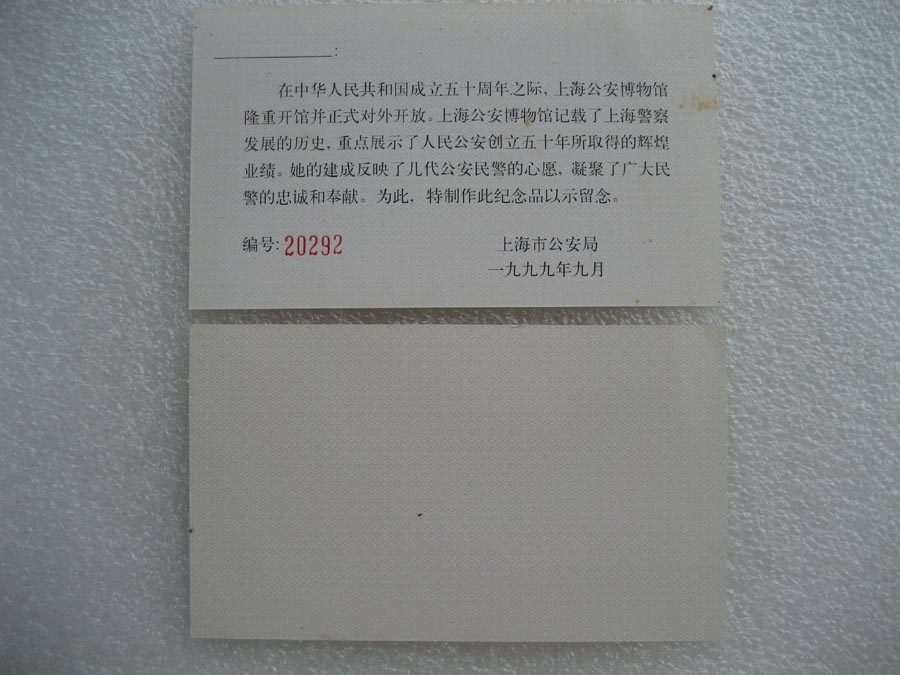 ____________:
在中华人民共和国成立五十周年之际，上海公安博物馆
隆重开馆并正式对外开放。上海公安博物馆记载了上海警察
发展的历史，重点展示了人民公安创立五十年所取得的辉煌
业绩。她的建成反映了几代公安民警的心愿，凝聚了广大民
警的忠诚和奉献。为此，特制作此纪念品以示留念。
编号: 20292 上海市公安局
一九九九年九月